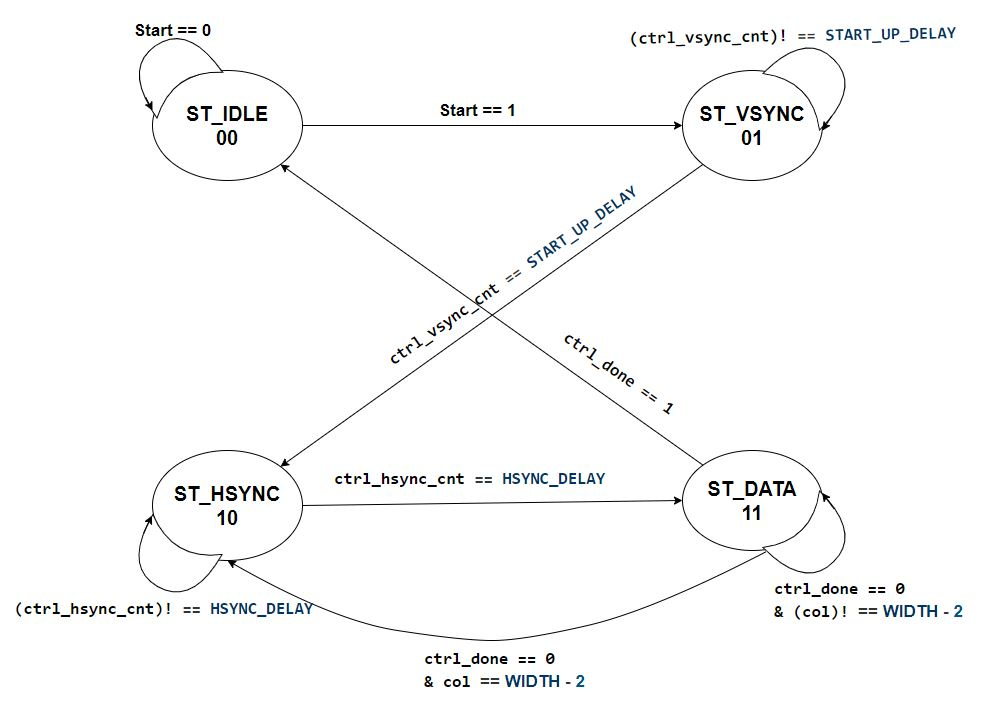 Start == 0
(ctrl_vsync_cnt)! == START_UP_DELAY
ST_IDLE
00
Start == 1
ST_VSYNC
01
ctrl_vsync_cnt == START_UP_DELAY
ctrl_done == 1
ST_HSYNC
10
ctrl_hsync_cnt == HSYNC_DELAY
ST_DATA
11
(ctrl_hsync_cnt)! == HSYNC_DELAY
ctrl_done == 0
& (col)! == WIDTH - 2
ctrl_done == 0
& col == WIDTH - 2